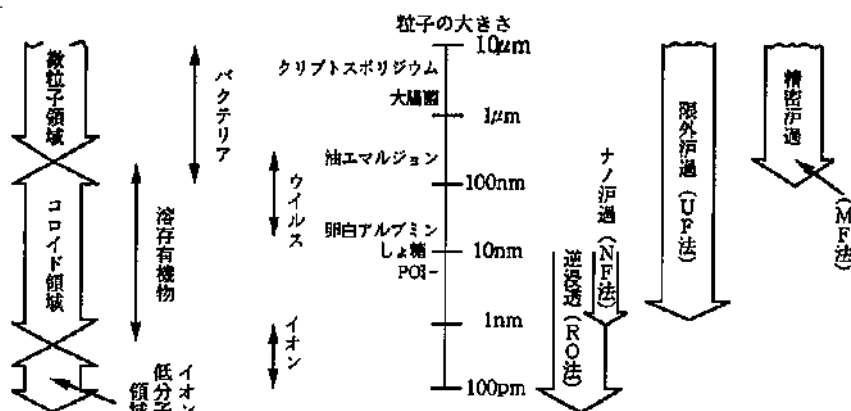 粒子の大きさ
10μm
1μm
100nm
10nm
1nm
100pm
微粒子領域
コロイド領域
イオン
低分子
領域
バクテリア
溶存有機物
ウイルス
イオン
クリプトスポリジウム
大腸菌
油エマルジョン
卵白アルブミン
しょ糖
逆浸透(RO法)
ナノ沪過(NF法)
限外沪過(UF法)
精密沪過
(MF法)